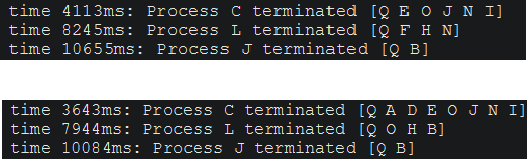 time 4113ms: Process C terminated [Q E O J N I]
time 8245ms: Process L terminated [Q F H N]
time 10655ms: Process J terminated [Q B]
time 3643ms: Process C terminated [Q A D E O J N I]
time 7944ms: Process L terminated [Q O H B]
time 10084ms: Process J terminated [Q B]